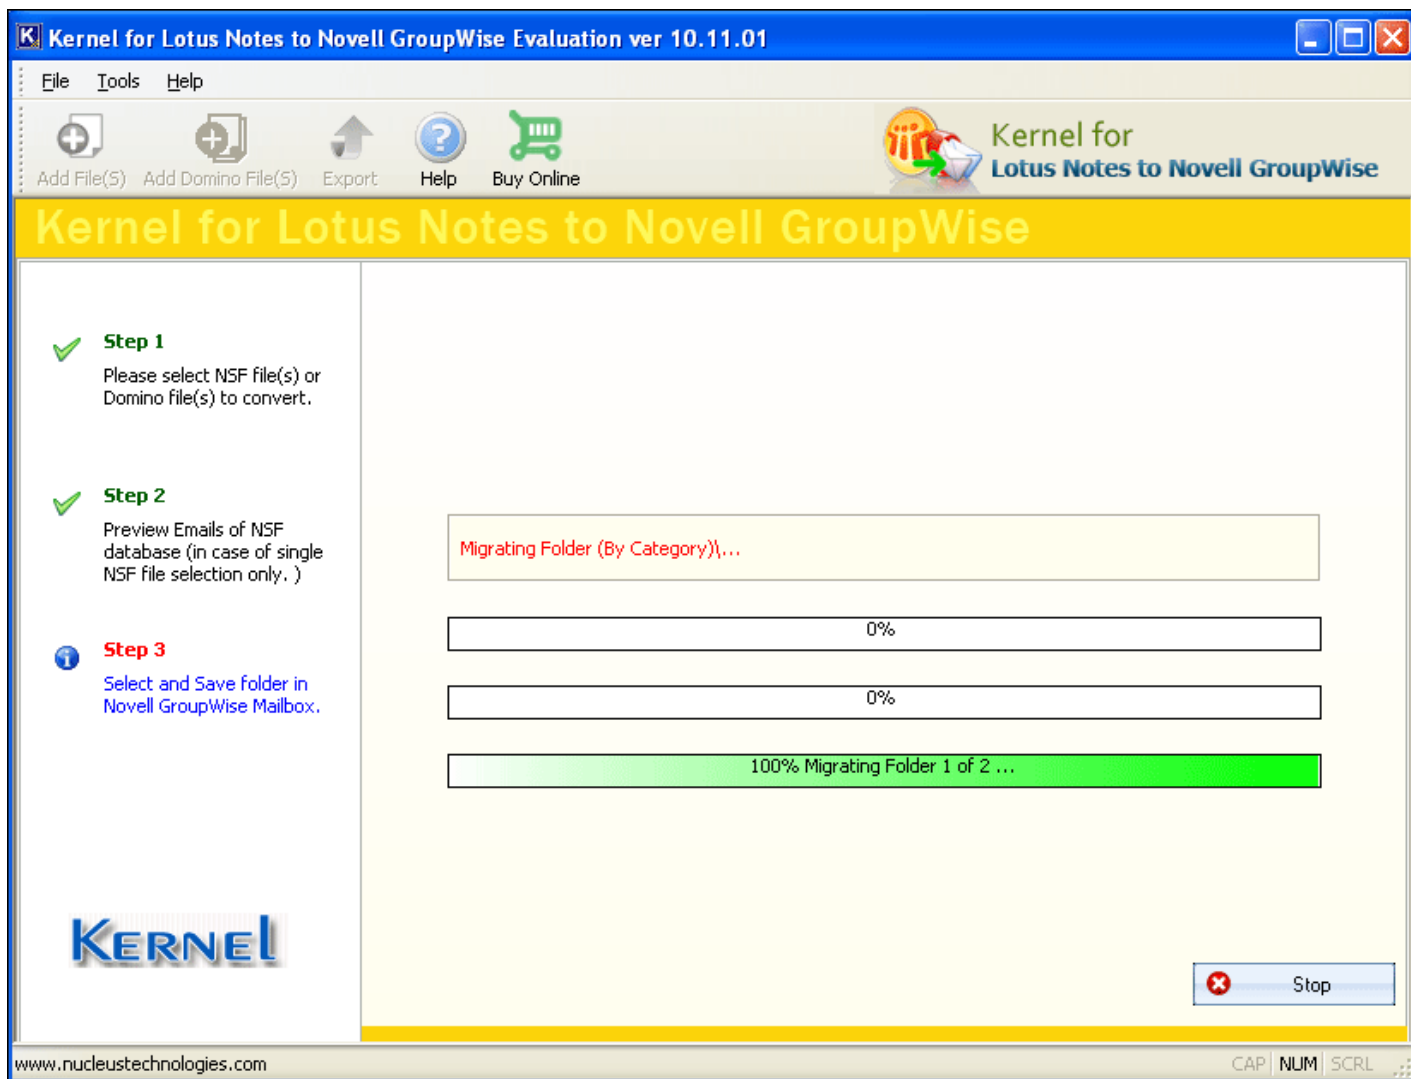 Kernel for Lotus Notes to Novell GroupWise Evaluation ver 10.11.01
File Tools Help
Add File(S) Add Domino File(S) Export Help Buy Online
Kernel for
Lotus Notes to Novell GroupWise
Kernel for Lotus Notes to Novell GroupWise
Step 1
Please select NSF file(s) or
Domino file(s) to convert.
Step 2
Preview Emails of NSF
database (in case of single
NSF file selection only. )
Step 3
Select and Save folder in
Novell GroupWise Mailbox.
Migrating Folder (By Category)\...
0%
0%
100% Migrating Folder 1 of 2 ...
KERNEL
Stop
www.nucleustechnologies.com
CAP NUM SCRL